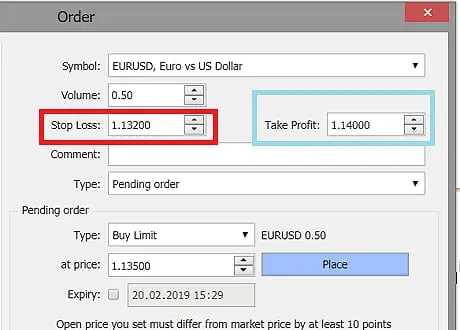 Order
Symbol: EURUSD, Euro vs US Dollar
Volume: 0.50
Stop Loss: 1.13200 Take Profit: 1.14000
Comment:
Type: Pending order
Pending order
Type: Buy Limit EURUSD 0.50
at price: 1.13500 Place
Expiry: 20.02.2019 15:29
Open price you set must differ from market price by at least 10 points